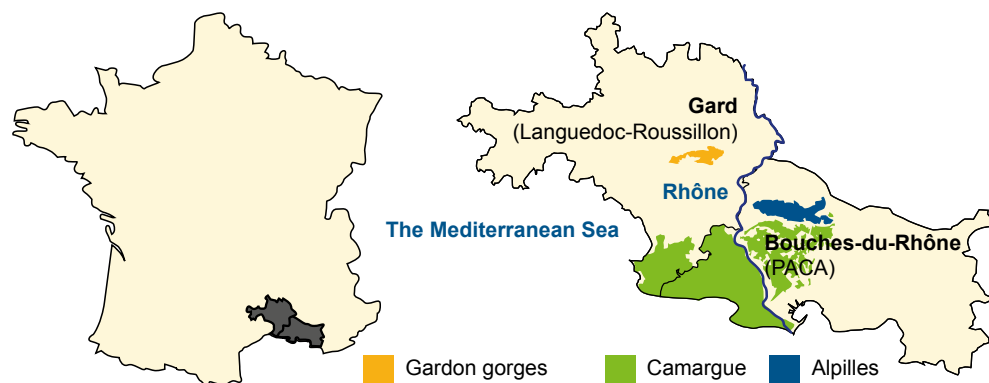 Gard
(Languedoc-Roussillon)
Rhône
The Mediterranean Sea
Bouches-du-Rhône
(PACA)
Gardon gorges
Camargue
Alpilles